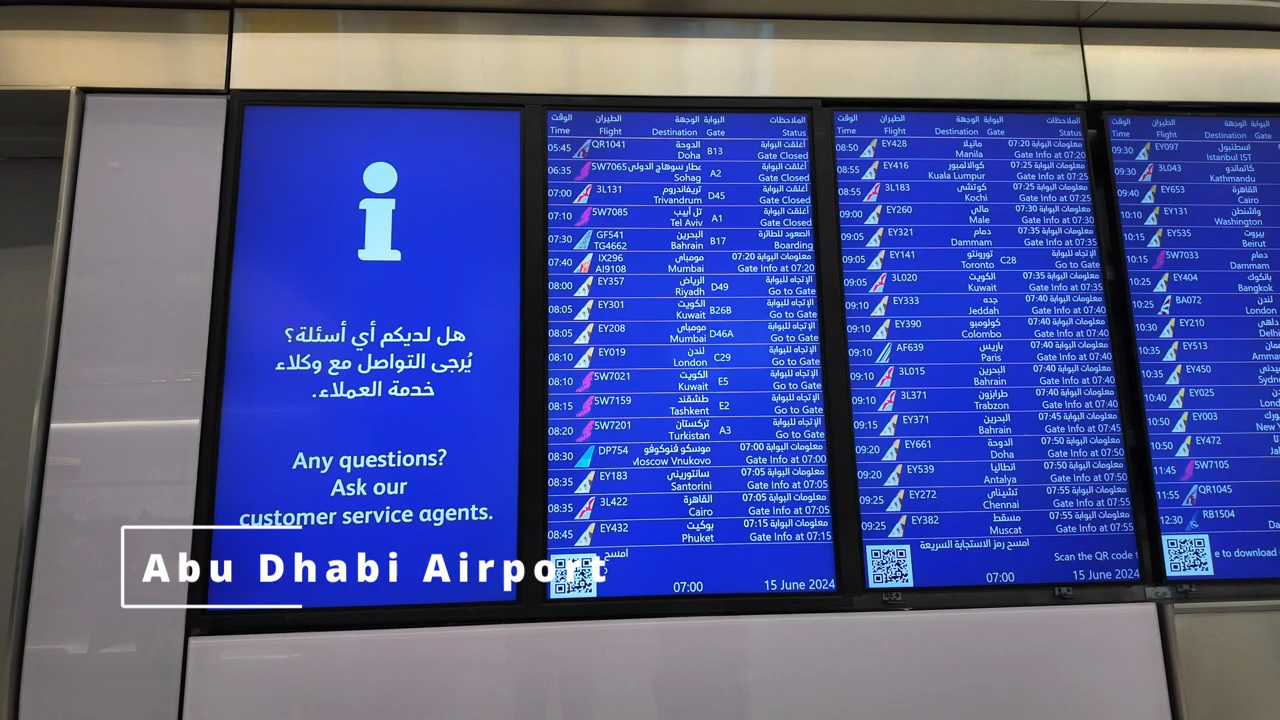 هل لديكم أي أسئلة؟
يُرجى التواصل مع وكلاء
خدمة العملاء.
Any questions?
Ask our
customer service agents.
Abu Dhabi Airport
الوقت الطيران الوجهة البوابة الملاحظات
Time Flight Destination Gate Status
05:45 QR1041 الدوحة Doha B13 أغلقت البوابة Gate Closed
06:35 5W7065 مطار سوهاج الدولي Sohag A2 أغلقت البوابة Gate Closed
07:00 3L131 تريفاندروم Trivandrum D45 أغلقت البوابة Gate Closed
07:10 5W7085 تل أبيب Tel Aviv A1 أغلقت البوابة Gate Closed
07:30 GF541 TG4662 البحرين Bahrain B17 الصعود للطائرة Boarding
07:40 IX296 AI9108 مومباي Mumbai معلومات البوابة 07:20 Gate Info at 07:20
08:00 EY357 الرياض Riyadh D49 الإتجاه للبوابة Go to Gate
08:05 EY301 الكويت Kuwait B26B الإتجاه للبوابة Go to Gate
08:05 EY208 مومباي Mumbai D46A الإتجاه للبوابة Go to Gate
08:10 EY019 لندن London C29 الإتجاه للبوابة Go to Gate
08:10 5W7021 الكويت Kuwait E5 الإتجاه للبوابة Go to Gate
08:15 5W7159 طشقند Tashkent E2 الإتجاه للبوابة Go to Gate
08:20 5W7201 تركستان Turkistan A3 الإتجاه للبوابة Go to Gate
08:30 DP754 موسكو فنوكوفو Moscow Vnukovo معلومات البوابة 07:00 Gate Info at 07:00
08:35 EY183 سانتوريني Santorini معلومات البوابة 07:05 Gate Info at 07:05
08:35 3L422 القاهرة Cairo معلومات البوابة 07:05 Gate Info at 07:05
08:45 EY432 بوكيت Phuket معلومات البوابة 07:15 Gate Info at 07:15
امسح
07:00 15 June 2024
الوقت الطيران الوجهة البوابة الملاحظات
Time Flight Destination Gate Status
08:50 EY428 مانيلا Manila معلومات البوابة 07:20 Gate Info at 07:20
08:55 EY416 كوالالمبور Kuala Lumpur معلومات البوابة 07:25 Gate Info at 07:25
08:55 3L183 كوتشي Kochi معلومات البوابة 07:25 Gate Info at 07:25
09:00 EY260 مالي Male معلومات البوابة 07:30 Gate Info at 07:30
09:05 EY321 دمام Dammam معلومات البوابة 07:35 Gate Info at 07:35
09:05 EY141 تورونتو Toronto C28 الإتجاه للبوابة Go to Gate
09:05 3L020 الكويت Kuwait معلومات البوابة 07:35 Gate Info at 07:35
09:10 EY333 جده Jeddah معلومات البوابة 07:40 Gate Info at 07:40
09:10 EY390 كولومبو Colombo معلومات البوابة 07:40 Gate Info at 07:40
09:10 AF639 باريس Paris معلومات البوابة 07:40 Gate Info at 07:40
09:10 3L015 البحرين Bahrain معلومات البوابة 07:40 Gate Info at 07:40
09:10 3L371 طرابزون Trabzon معلومات البوابة 07:40 Gate Info at 07:40
09:15 EY371 البحرين Bahrain معلومات البوابة 07:45 Gate Info at 07:45
09:20 EY661 الدوحة Doha معلومات البوابة 07:50 Gate Info at 07:50
09:20 EY539 انطاليا Antalya معلومات البوابة 07:50 Gate Info at 07:50
09:25 EY272 تشيناي Chennai معلومات البوابة 07:55 Gate Info at 07:55
09:25 EY382 مسقط Muscat معلومات البوابة 07:55 Gate Info at 07:55
امسح رمز الاستجابة السريعة
Scan the QR code
07:00 15 June 2024
الوقت الطيران الوجهة البوابة
Time Flight Destination Gate
09:30 EY097 اسطنبول Istanbul IST
09:30 3L043 كاتماندو Kathmandu
09:40 EY653 القاهرة Cairo
10:10 EY131 واشنطن Washington
10:15 EY535 بيروت Beirut
10:15 5W7033 دمام Dammam
10:20 EY404 بانكوك Bangkok
10:25 BA072 لندن London
10:30 EY210
10:35 EY513
10:35 EY450
10:40 EY025
10:50 EY003
10:50 EY472
11:45 5W7105
11:55 QR1045
12:30 RB1504
e to download